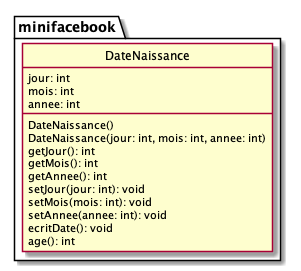 minifacebook
DateNaissance
jour: int
mois: int
annee: int
DateNaissance()
DateNaissance(jour: int, mois: int, annee: int)
getJour(): int
getMois(): int
getAnnee(): int
setJour(jour: int): void
setMois(mois: int): void
setAnnee(annee: int): void
ecritDate(): void
age(): int